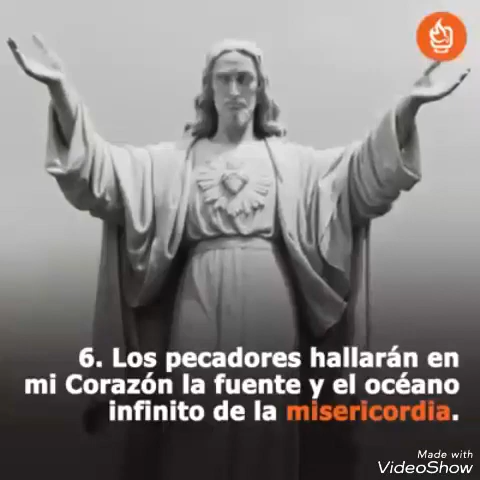 6. Los pecadores hallarán en
mi Corazón la fuente y el océano
infinito de la misericordia.
Made with
VideoShow